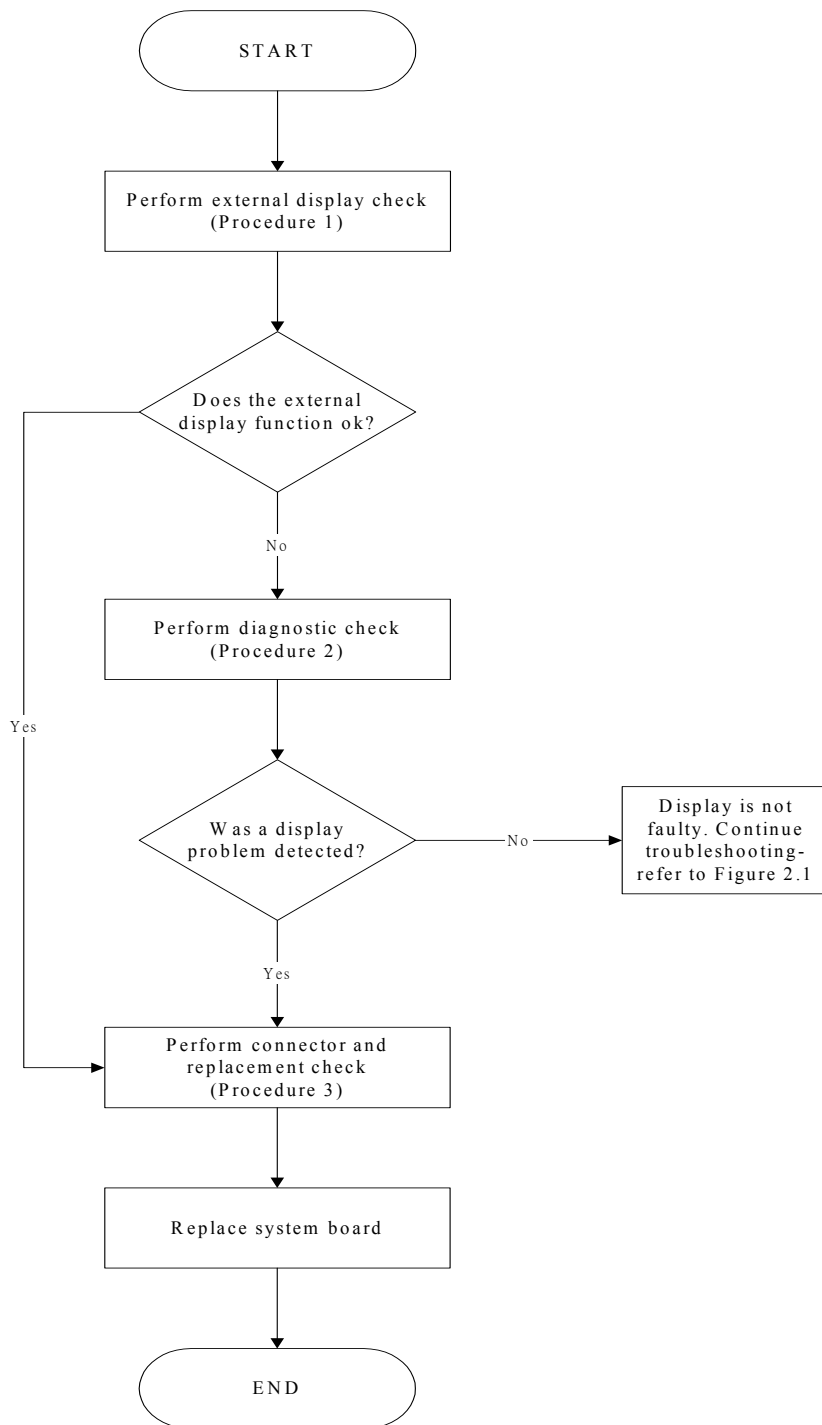 START
Perform external display check
(Procedure 1)
Does the external
display function ok?
No
Perform diagnostic check
(Procedure 2)
Yes
Was a display
problem detected?
No
Display is not
faulty. Continue
troubleshooting-
refer to Figure 2.1
Yes
Perform connector and
replacement check
(Procedure 3)
Replace system board
END